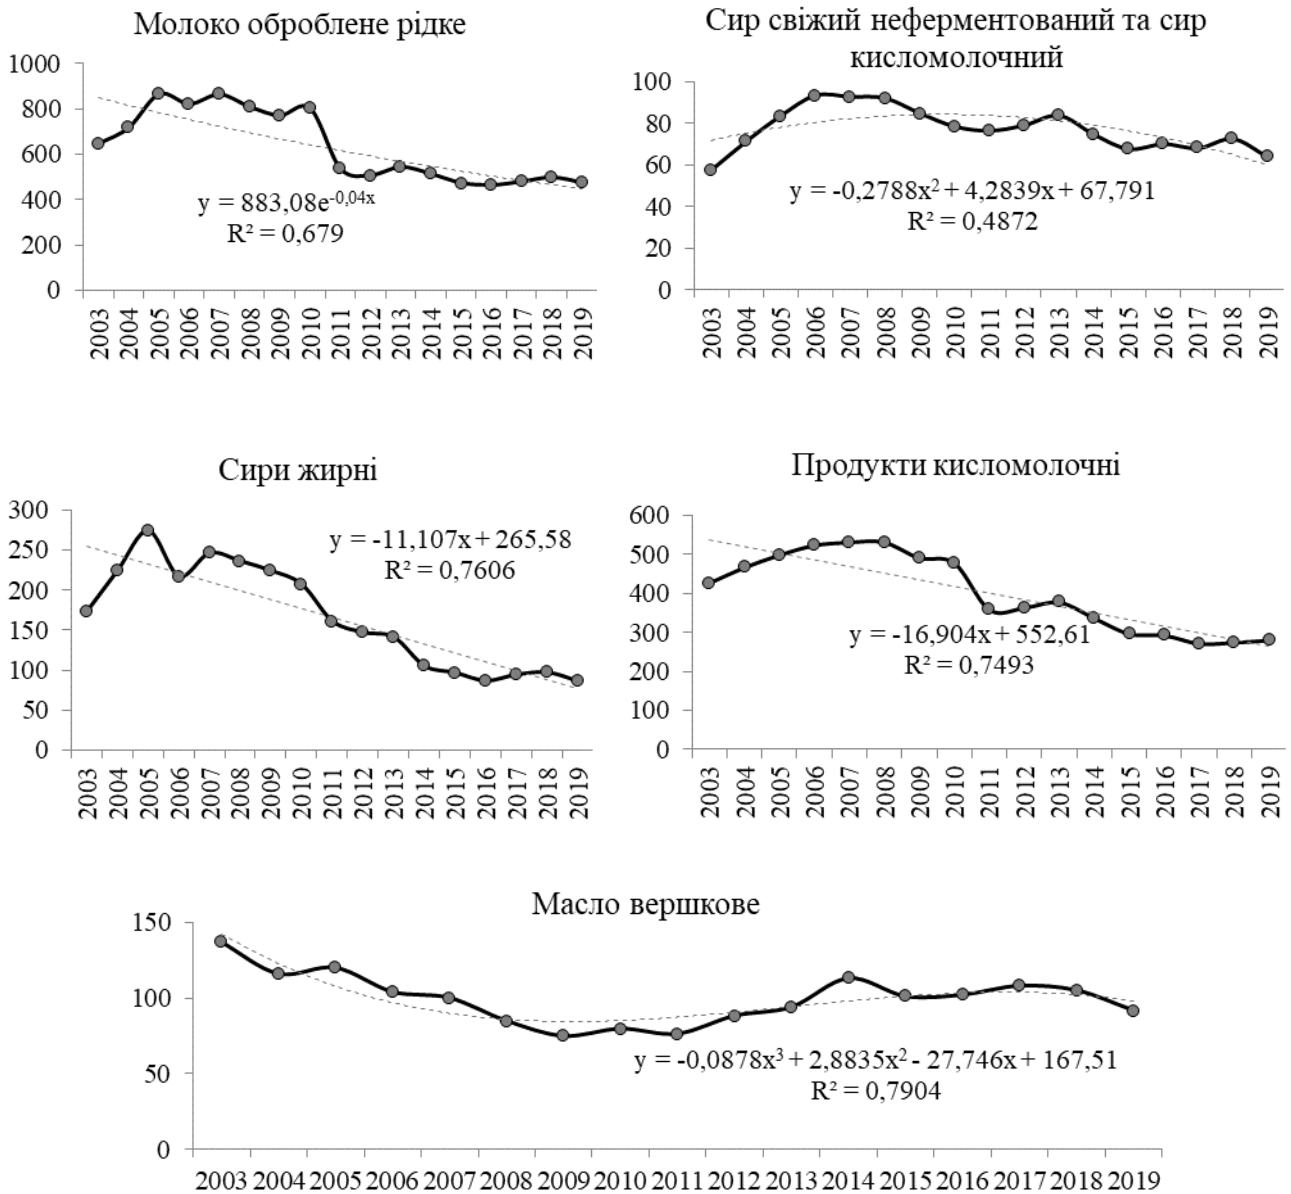 Молоко оброблене рідке
1000
800
600
400
200
0
y = 883,08e^-0,04x
R² = 0,679
2003 2004 2005 2006 2007 2008 2009 2010 2011 2012 2013 2014 2015 2016 2017 2018 2019
Сир свіжий неферментований та сир
кисломолочний
100
80
60
40
20
0
y = -0,2788x² + 4,2839x + 67,791
R² = 0,4872
2003 2004 2005 2006 2007 2008 2009 2010 2011 2012 2013 2014 2015 2016 2017 2018 2019
Сири жирні
300
250
200
150
100
50
0
y = -11,107x + 265,58
R² = 0,7606
2003 2004 2005 2006 2007 2008 2009 2010 2011 2012 2013 2014 2015 2016 2017 2018 2019
Продукти кисломолочні
600
500
400
300
200
100
0
y = -16,904x + 552,61
R² = 0,7493
2003 2004 2005 2006 2007 2008 2009 2010 2011 2012 2013 2014 2015 2016 2017 2018 2019
Масло вершкове
150
100
50
0
y = -0,0878x³ + 2,8835x² - 27,746x + 167,51
R² = 0,7904
2003 2004 2005 2006 2007 2008 2009 2010 2011 2012 2013 2014 2015 2016 2017 2018 2019